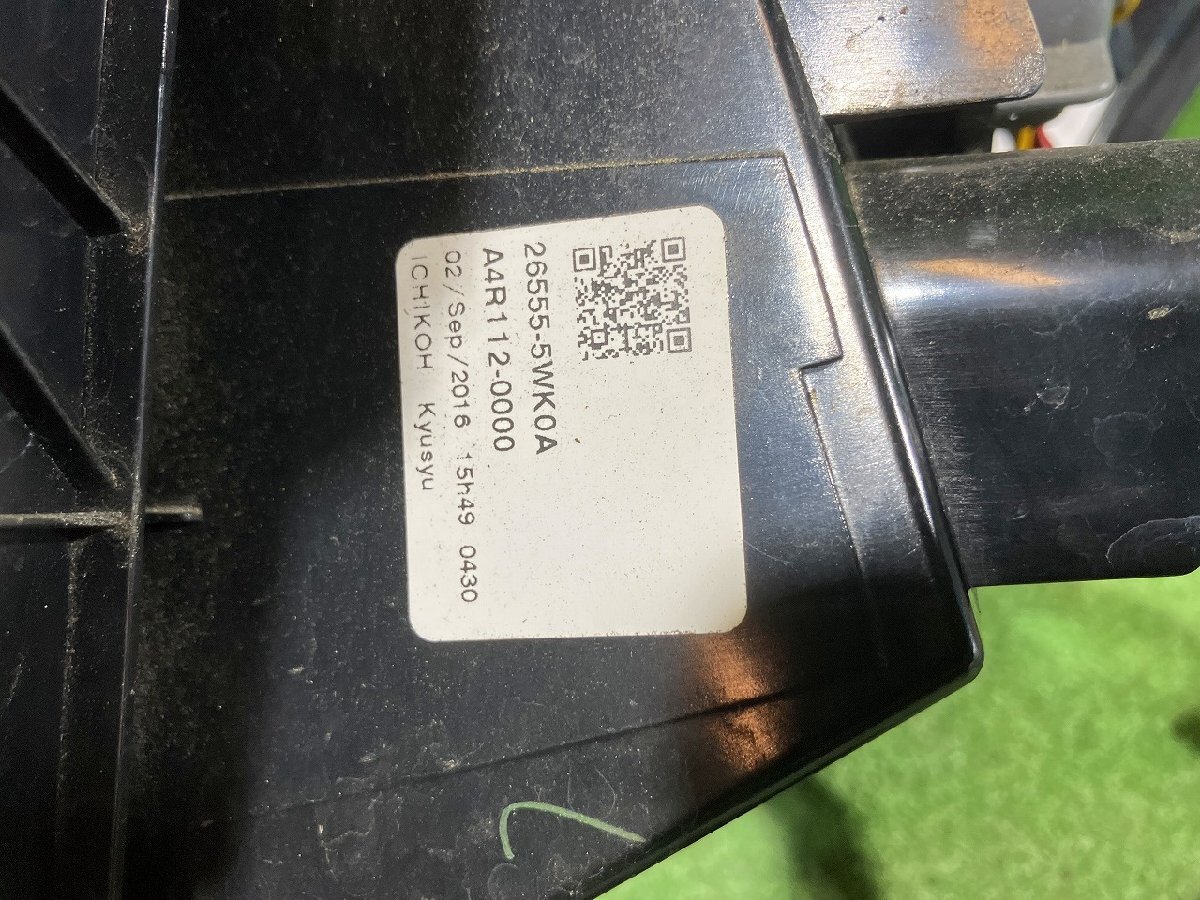 26555-5WK0A
A4R112-0000
02/Sep/2016 15h49 0430
ICHIKOH Kyusyu